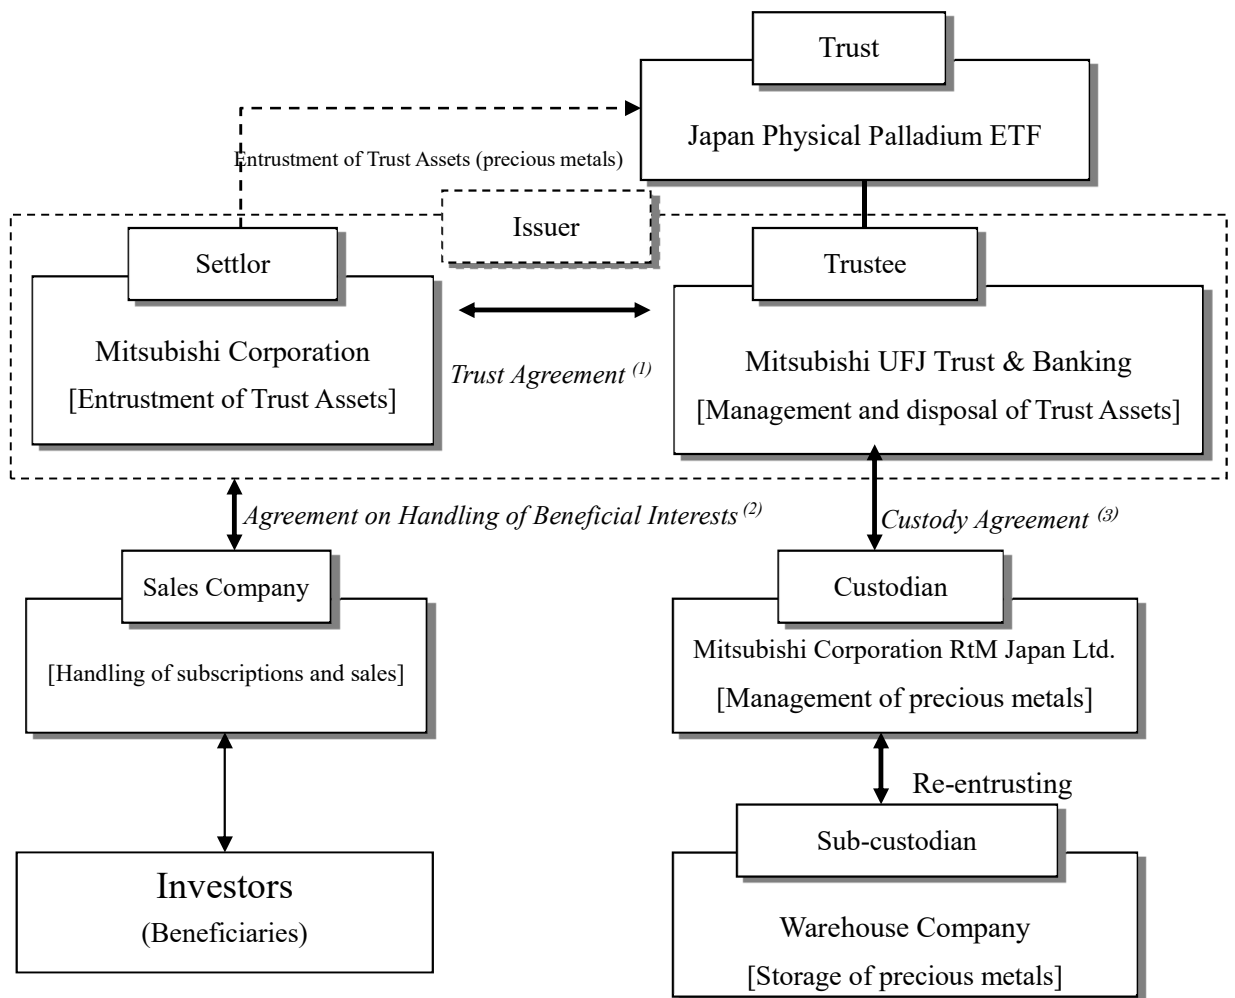 Trust
Japan Physical Palladium ETF
Entrustment of Trust Assets (precious metals)
Issuer
Settlor
Mitsubishi Corporation
[Entrustment of Trust Assets]
Trust Agreement (1)
Trustee
Mitsubishi UFJ Trust & Banking
[Management and disposal of Trust Assets]
Agreement on Handling of Beneficial Interests (2)
Custody Agreement (3)
Sales Company
[Handling of subscriptions and sales]
Custodian
Mitsubishi Corporation RtM Japan Ltd.
[Management of precious metals]
Re-entrusting
Investors
(Beneficiaries)
Sub-custodian
Warehouse Company
[Storage of precious metals]